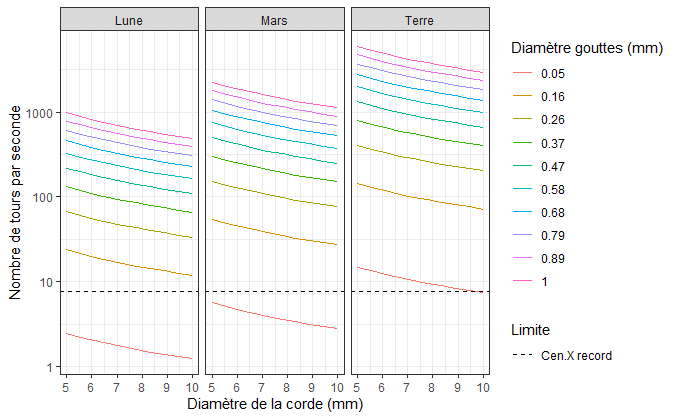 Lune Mars Terre
Diamètre gouttes (mm)
0.05
0.16
0.26
0.37
0.47
0.58
0.68
0.79
0.89
1
Limite
Cen.X record
Nombre de tours par seconde
1000
100
10
1
5 6 7 8 9 10 5 6 7 8 9 10 5 6 7 8 9 10
Diamètre de la corde (mm)